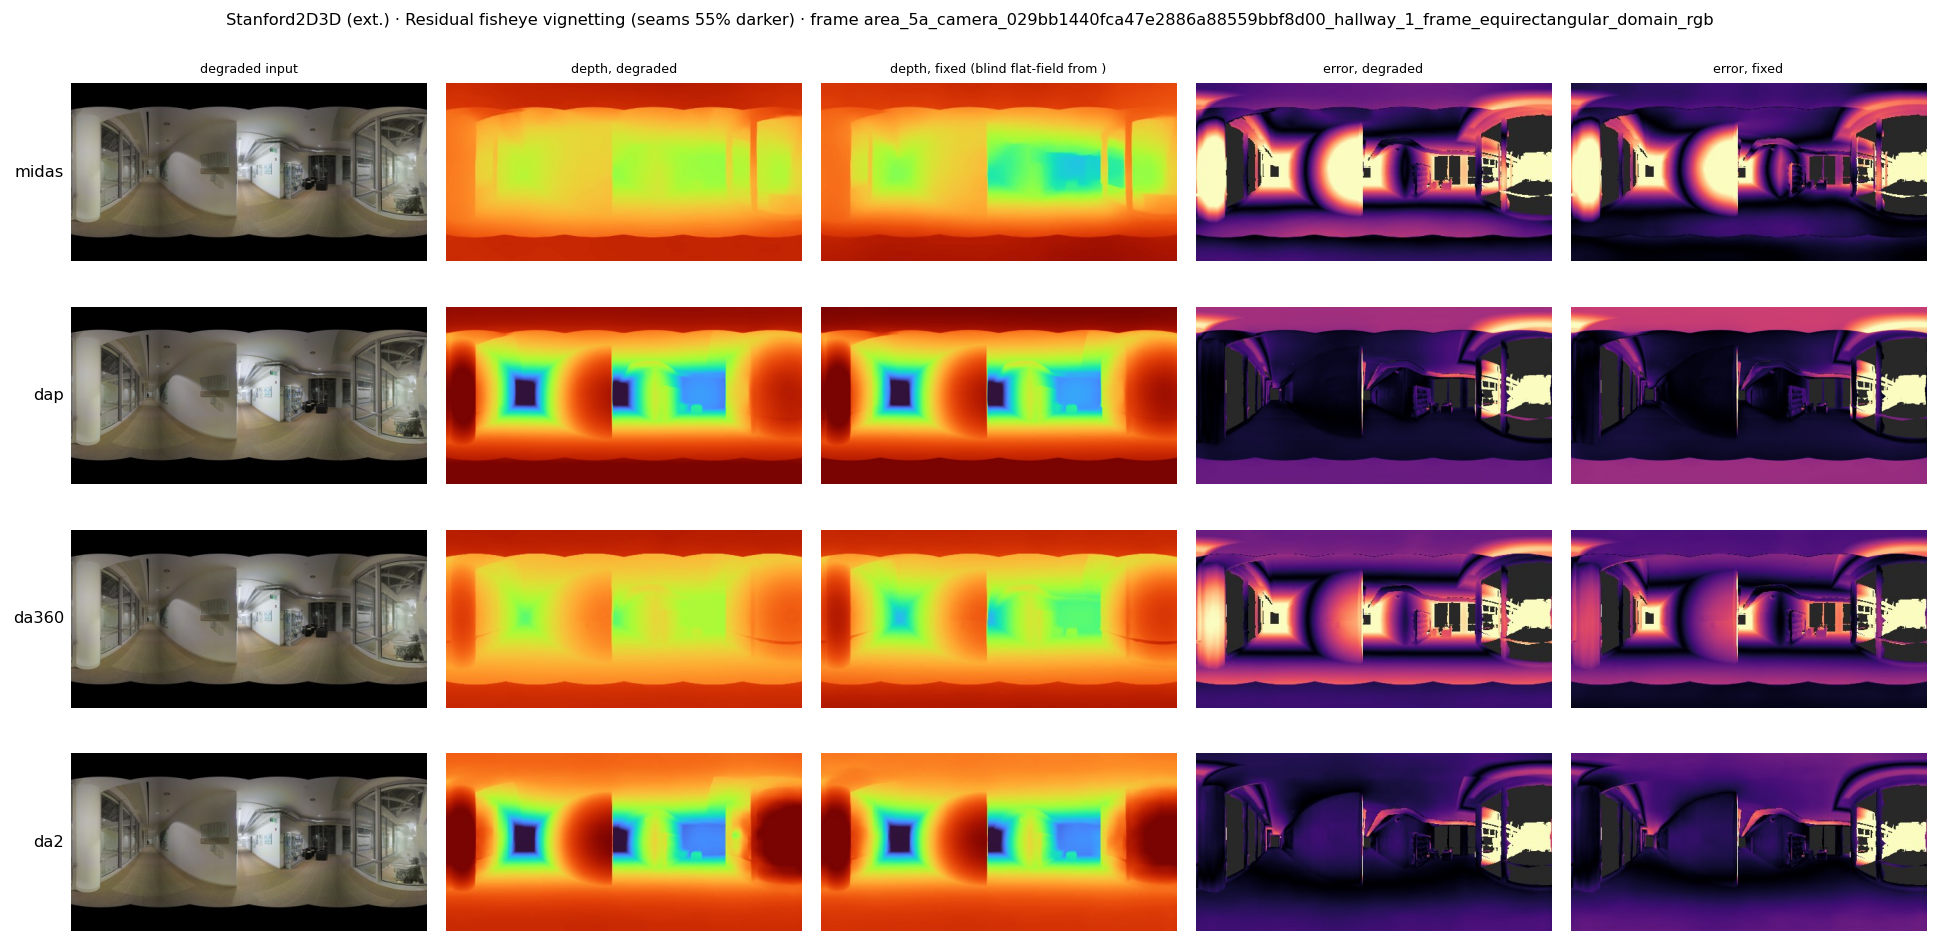 Stanford2D3D (ext.) · Residual fisheye vignetting (seams 55% darker) · frame area_5a_camera_029bb1440fca47e2886a88559bbf8d00_hallway_1_frame_equirectangular_domain_rgb
degraded input
depth, degraded
depth, fixed (blind flat-field from )
error, degraded
error, fixed
midas
dap
da360
da2